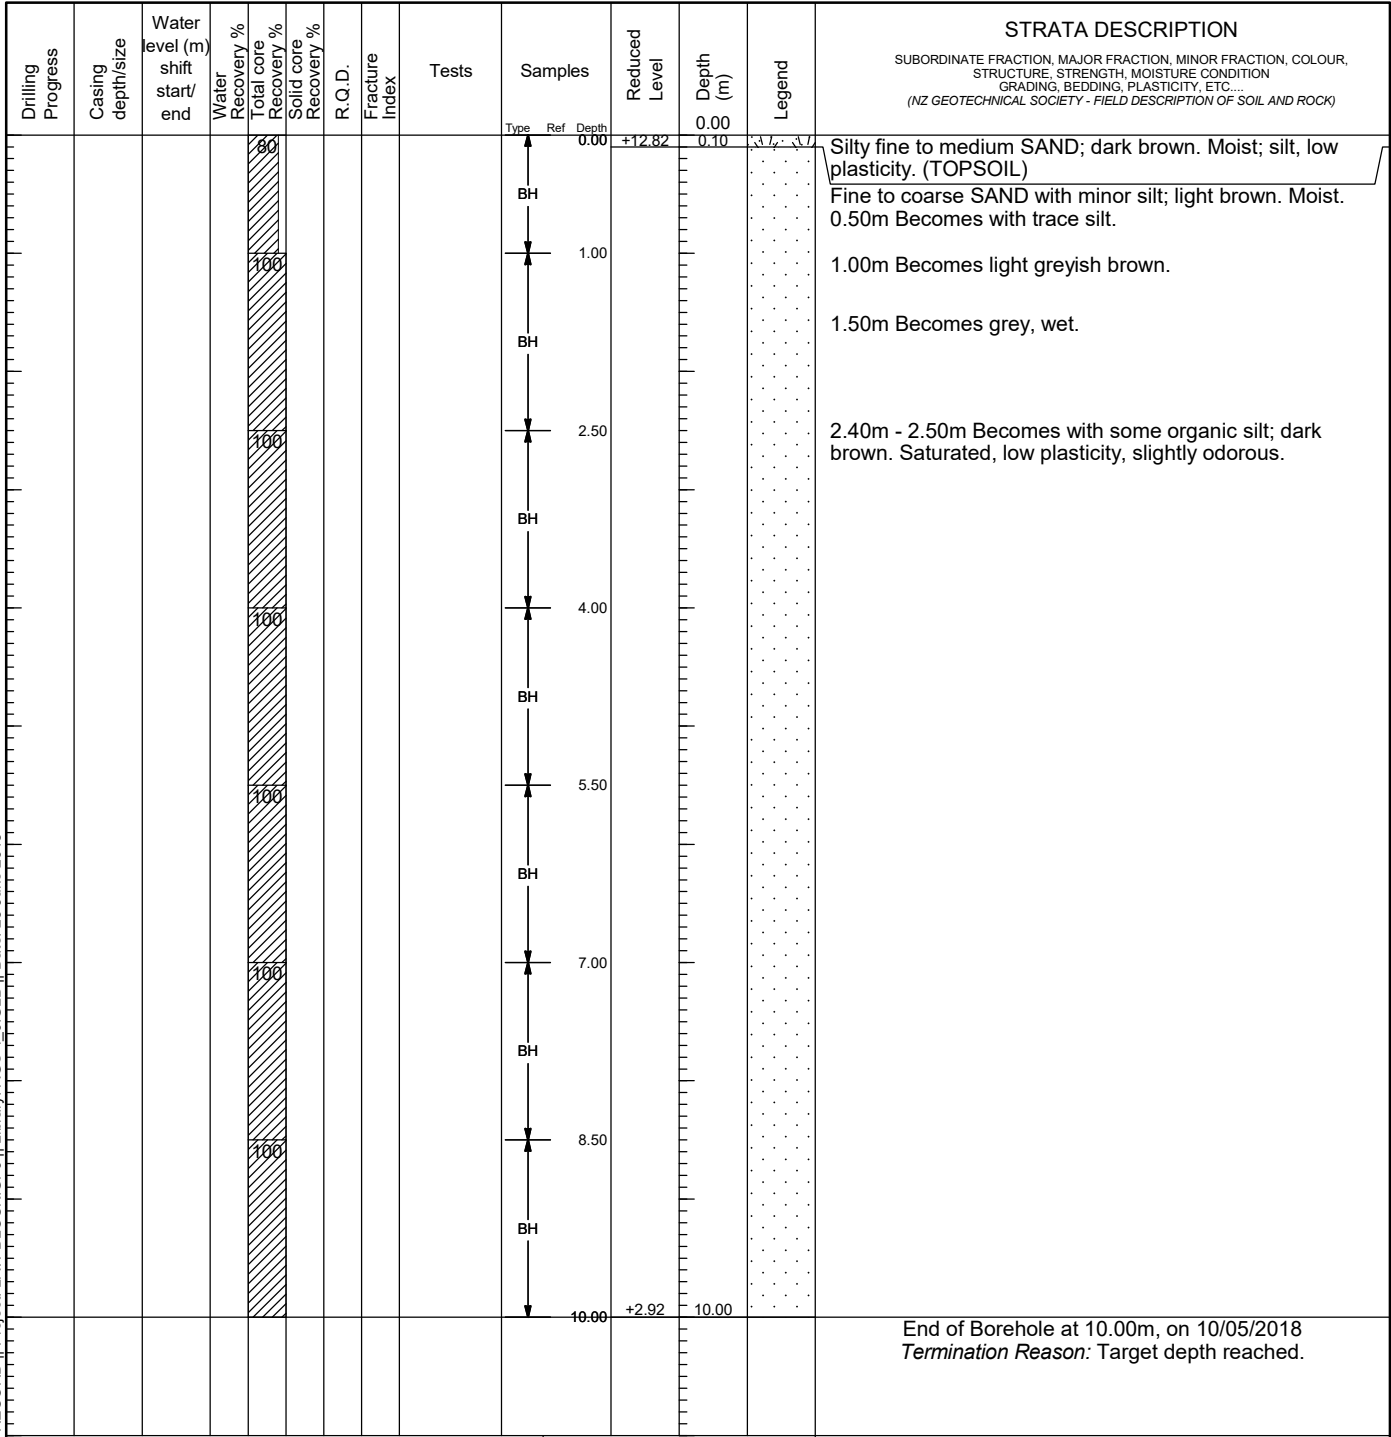 Drilling
Progress
Casing
depth/size
Water
level (m)
shift
start/
end
Water
Recovery %
Total core
Recovery %
Solid core
Recovery %
R.Q.D.
Fracture
Index
Tests
Samples
Type Ref Depth
Reduced
Level
Depth
(m)
0.00
Legend
STRATA DESCRIPTION
SUBORDINATE FRACTION, MAJOR FRACTION, MINOR FRACTION, COLOUR,
STRUCTURE, STRENGTH, MOISTURE CONDITION
GRADING, BEDDING, PLASTICITY, ETC....
(NZ GEOTECHNICAL SOCIETY - FIELD DESCRIPTION OF SOIL AND ROCK)
80 0.00 +12.82 0.10 Silty fine to medium SAND; dark brown. Moist; silt, low
plasticity. (TOPSOIL)
BH Fine to coarse SAND with minor silt; light brown. Moist.
0.50m Becomes with trace silt.
1.00
100 1.00m Becomes light greyish brown.
1.50m Becomes grey, wet.
BH
2.50 2.40m - 2.50m Becomes with some organic silt; dark
100 brown. Saturated, low plasticity, slightly odorous.
BH
4.00
100
BH
5.50
100
BH
7.00
100
BH
8.50
100
BH
10.00 +2.92 10.00
End of Borehole at 10.00m, on 10/05/2018
Termination Reason: Target depth reached.